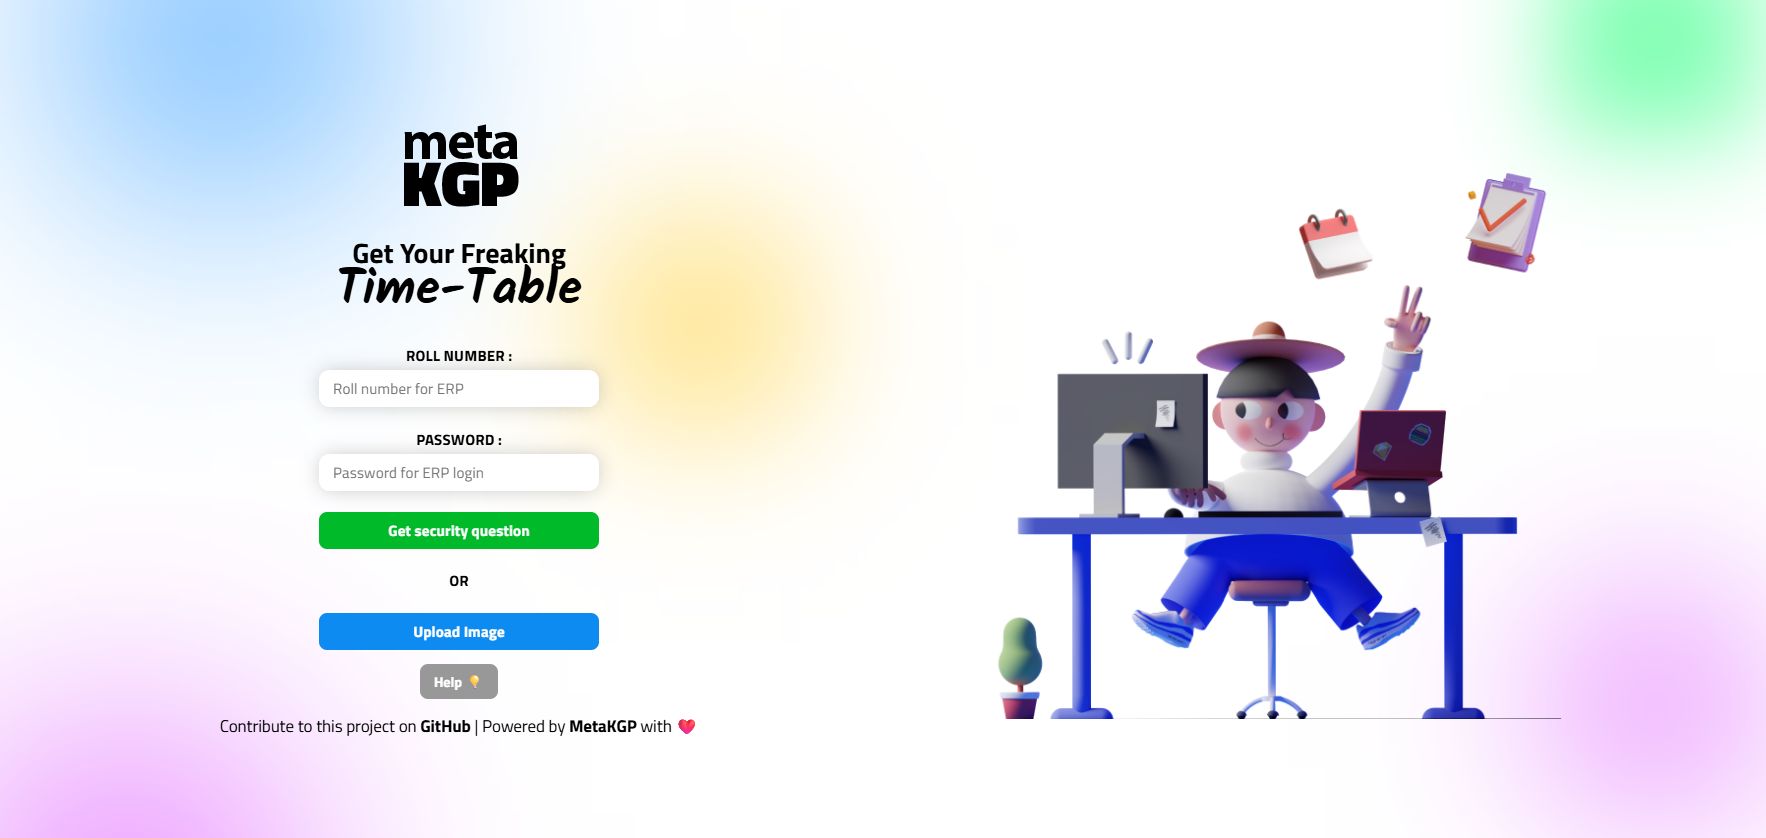 meta
KGP
Get Your Freaking
Time-Table
ROLL NUMBER :
Roll number for ERP
PASSWORD :
Password for ERP login
Get security question
OR
Upload Image
Help 💡
Contribute to this project on GitHub | Powered by MetaKGP with 💖